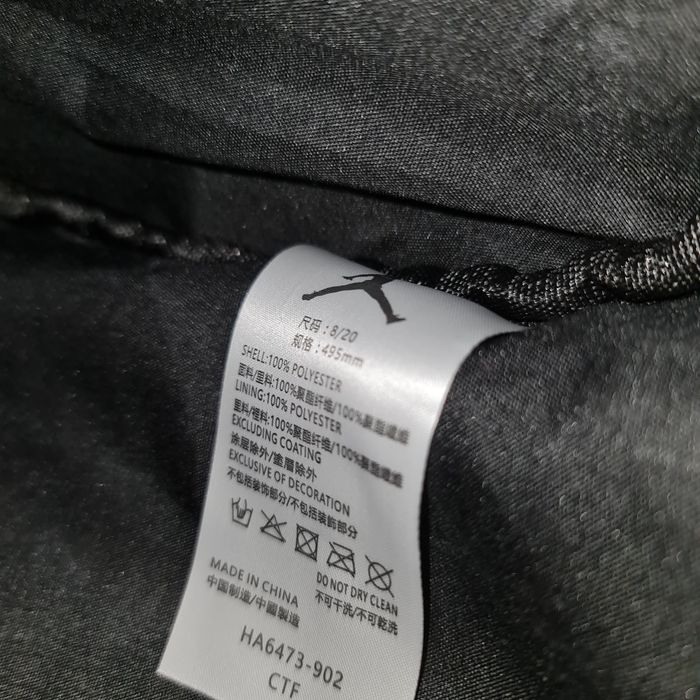 尺码：8/20
规格：495mm
SHELL:100% POLYESTER
面料/里料:100%聚酯纤维/100%聚酯纖維
LINING:100% POLYESTER
里料/裡料:100%聚酯纤维/100%聚酯纖維
EXCLUDING COATING
涂层除外/塗層除外
EXCLUSIVE OF DECORATION
不包括装饰部分/不包括裝飾部分
DO NOT DRY CLEAN
不可干洗/不可乾洗
MADE IN CHINA
中国制造/中國製造
HA6473-902
CTF